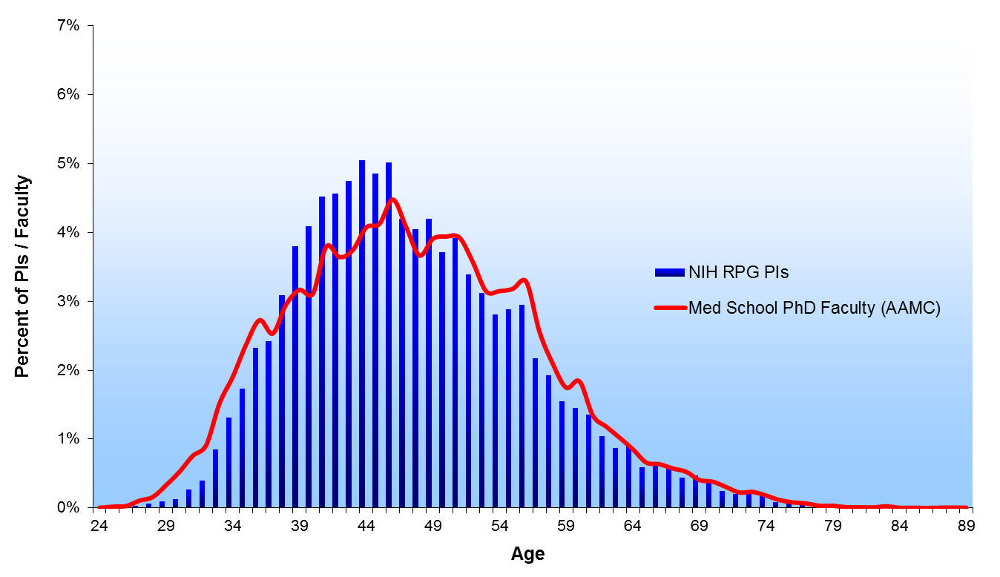 7%
6%
5%
4%
3%
2%
1%
0%
Percent of PIs / Faculty
NIH RPG PIs
Med School PhD Faculty (AAMC)
24 29 34 39 44 49 54 59 64 69 74 79 84 89
Age